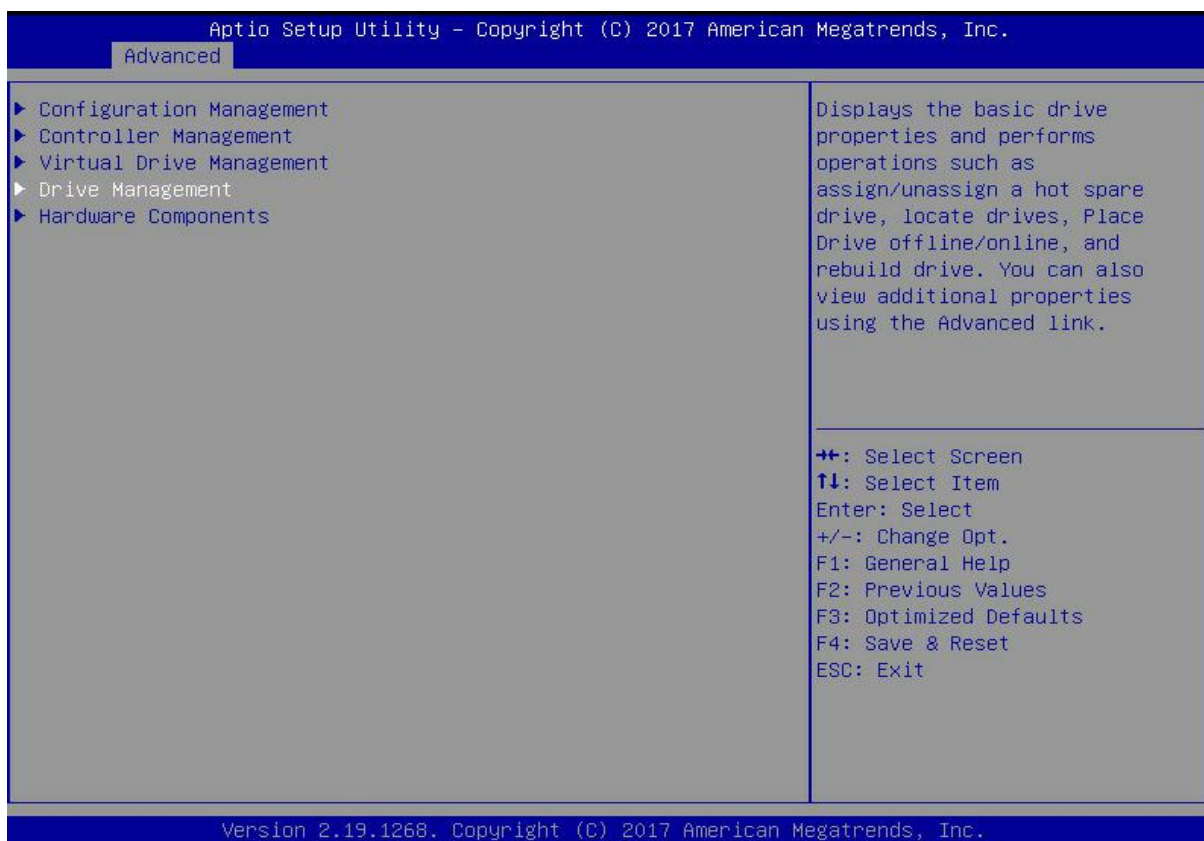 Aptio Setup Utility – Copyright (C) 2017 American Megatrends, Inc.
Advanced
▶ Configuration Management
▶ Controller Management
▶ Virtual Drive Management
▶ Drive Management
▶ Hardware Components
Displays the basic drive
properties and performs
operations such as
assign/unassign a hot spare
drive, locate drives, Place
Drive offline/online, and
rebuild drive. You can also
view additional properties
using the Advanced link.
→←: Select Screen
↑↓: Select Item
Enter: Select
+/-: Change Opt.
F1: General Help
F2: Previous Values
F3: Optimized Defaults
F4: Save & Reset
ESC: Exit
Version 2.19.1268. Copyright (C) 2017 American Megatrends, Inc.